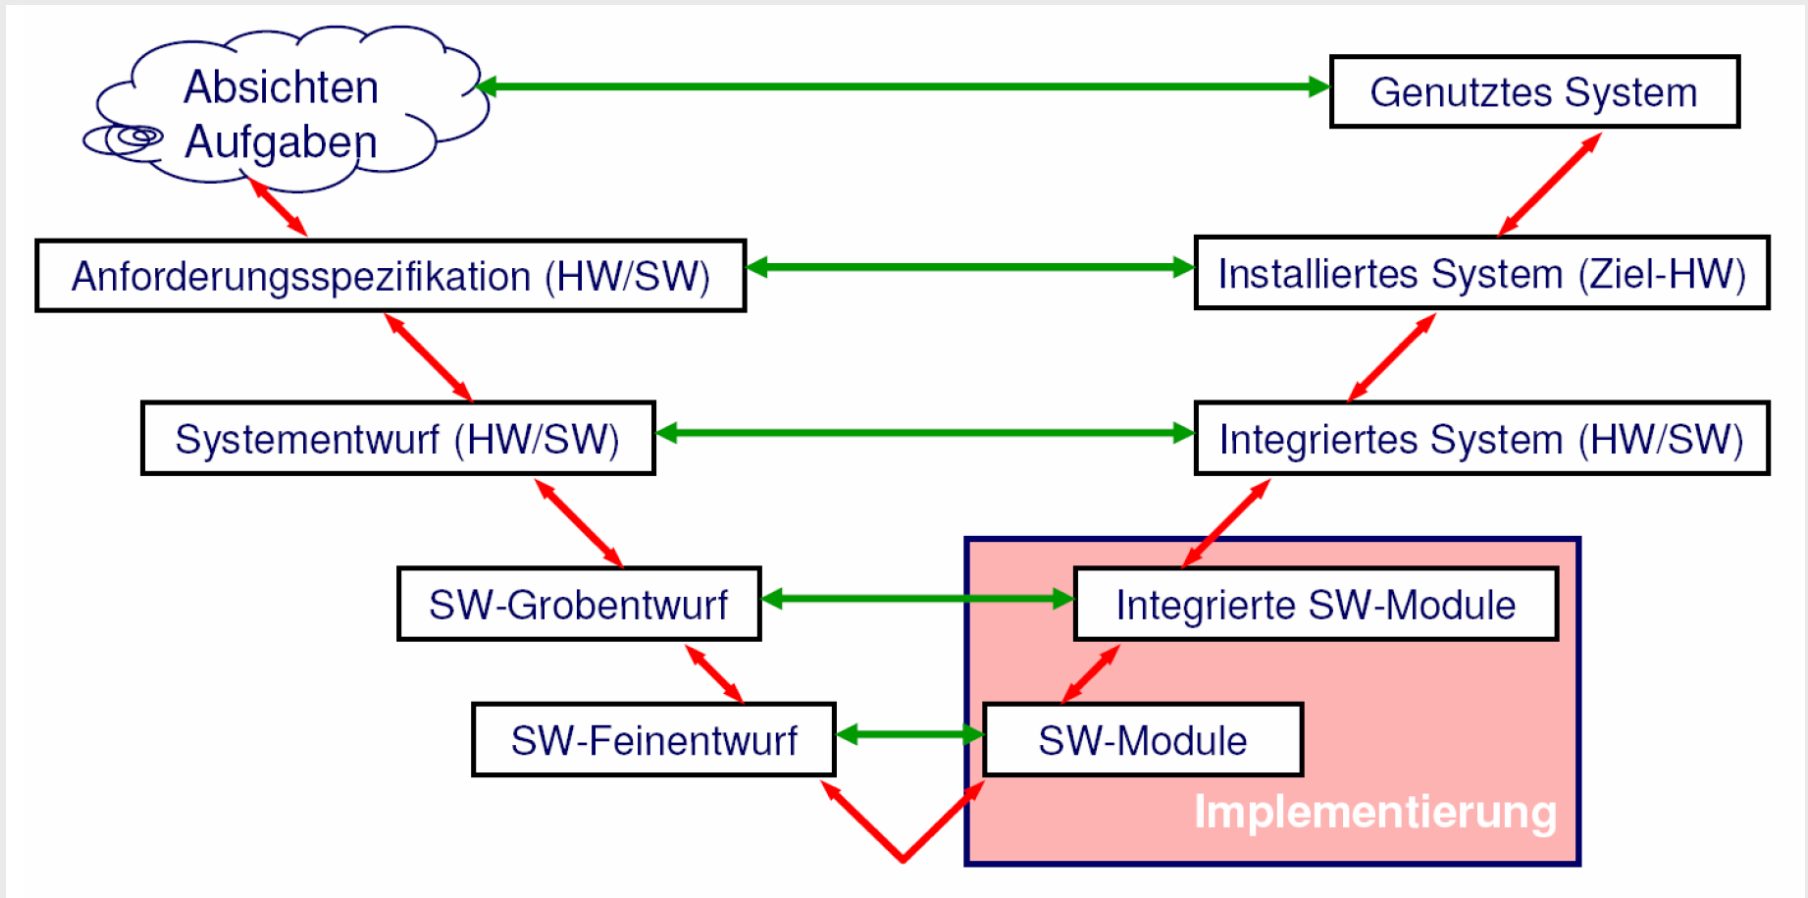 Absichten
Aufgaben
Genutztes System
Anforderungsspezifikation (HW/SW)
Installiertes System (Ziel-HW)
Systementwurf (HW/SW)
Integriertes System (HW/SW)
SW-Grobentwurf
Integrierte SW-Module
SW-Feinentwurf
SW-Module
Implementierung